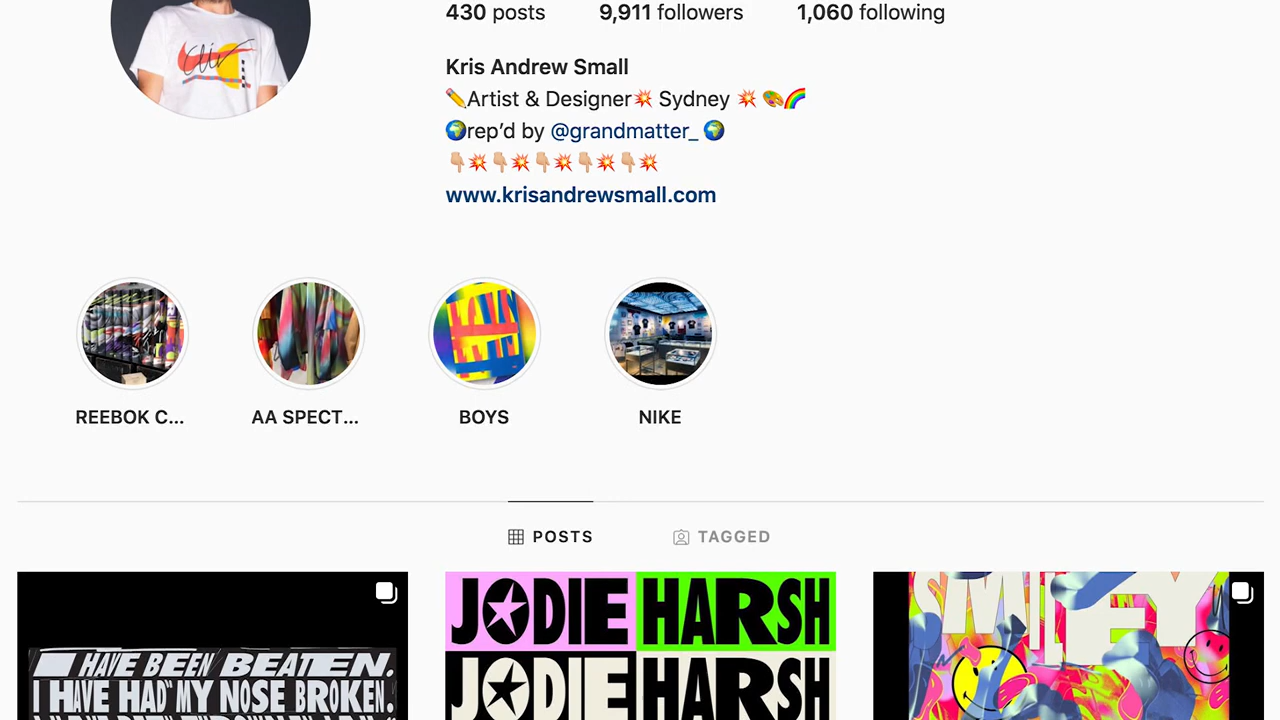 430 posts 9,911 followers 1,060 following
Kris Andrew Small
✏️Artist & Designer💥 Sydney 💥 🎨🌈
🌍rep’d by @grandmatter_ 🌍
👇🏼💥👇🏼💥👇🏼💥👇🏼💥👇🏼💥
www.krisandrewsmall.com
REEBOK C... AA SPECT... BOYS NIKE
POSTS TAGGED
I HAVE BEEN BEATEN.
I HAVE HAD MY NOSE BROKEN.
JODIE HARSH
JODIE HARSH
SMILEY